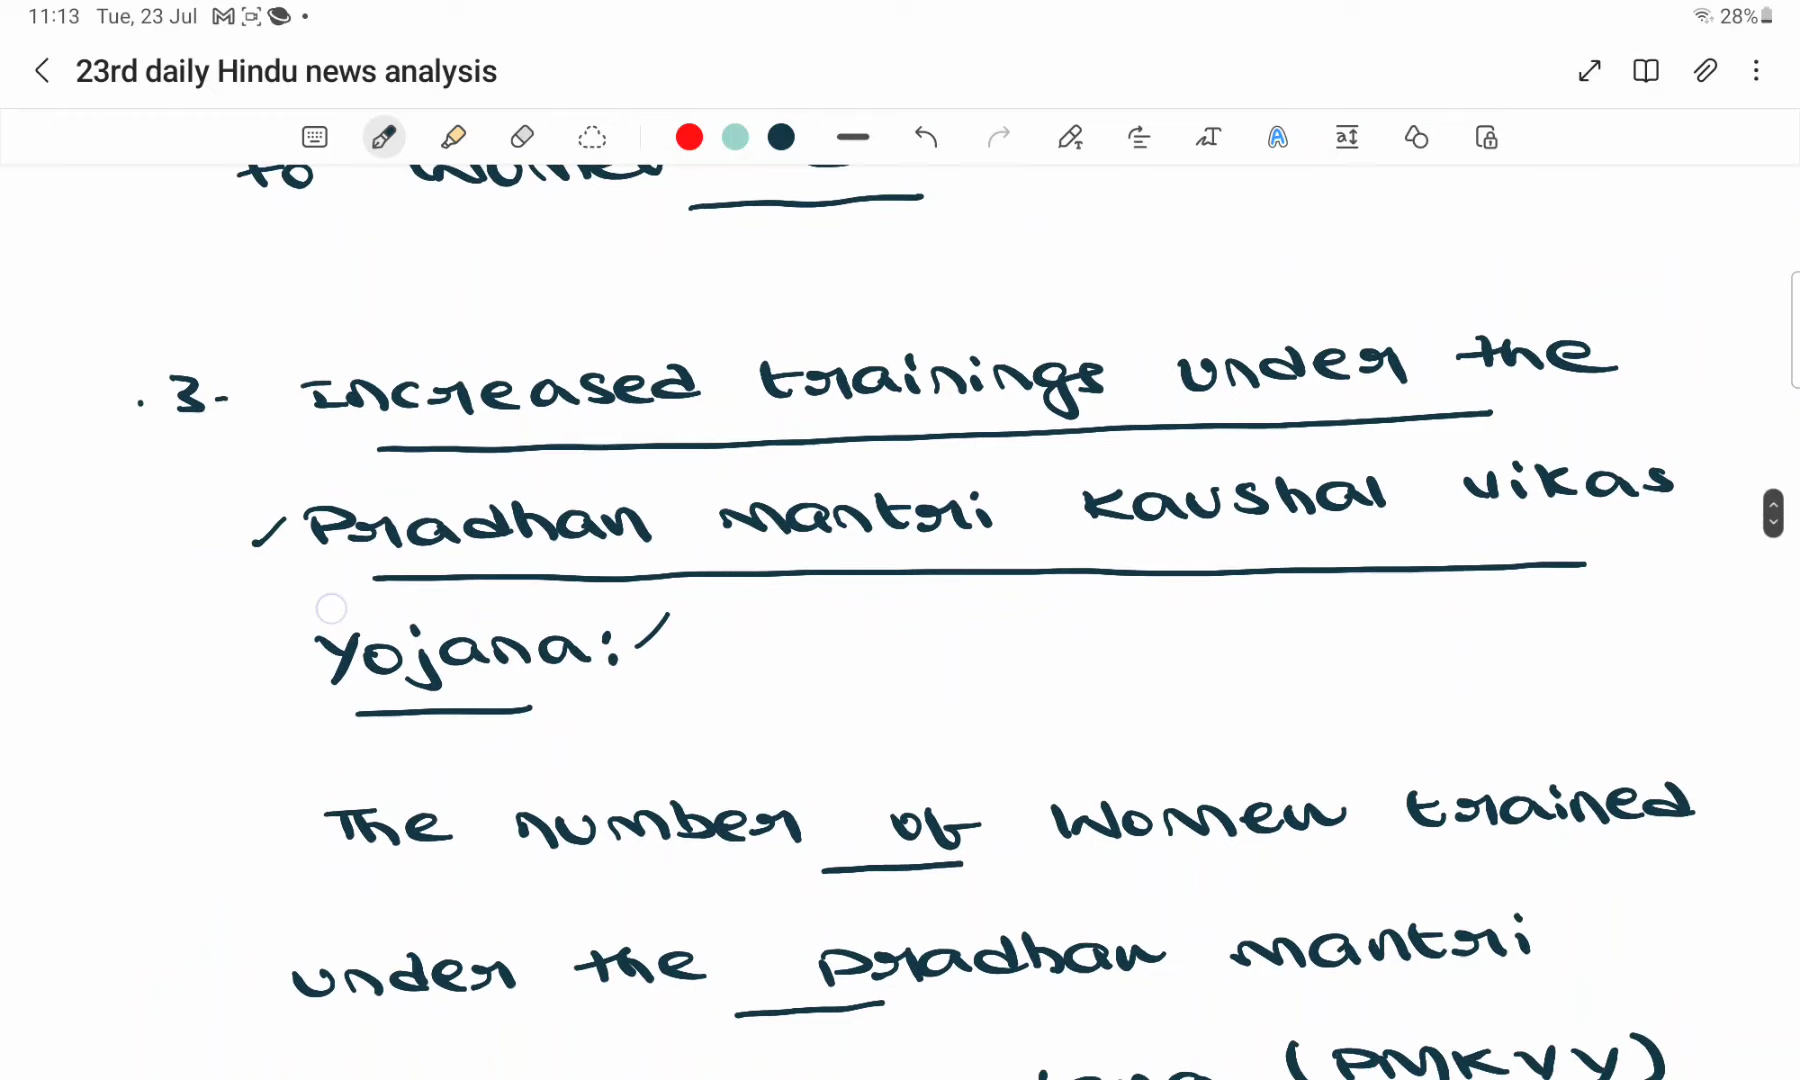 11:13 Tue, 23 Jul
28%
23rd daily Hindu news analysis
to
.3- Increased trainings under the
Pradhan mantri Kaushal vikas
Yojana:
The number of Women trained
under the Pradhan mantri
(PMKVY)